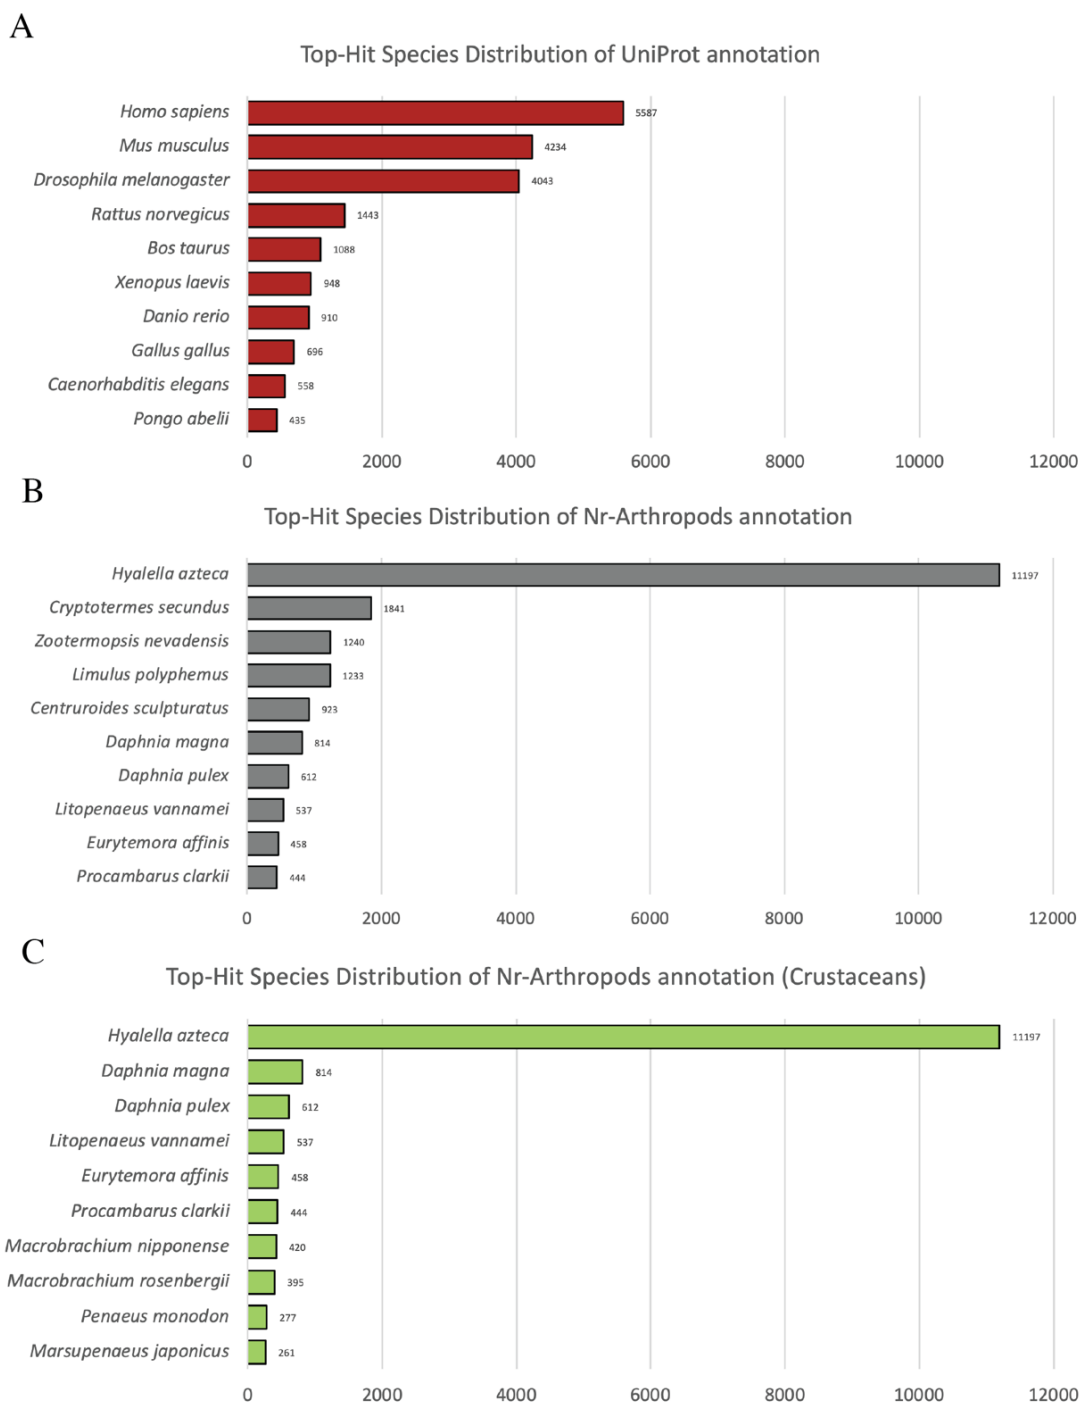 A
Top-Hit Species Distribution of UniProt annotation
Homo sapiens 5587
Mus musculus 4234
Drosophila melanogaster 4043
Rattus norvegicus 1443
Bos taurus 1088
Xenopus laevis 948
Danio rerio 910
Gallus gallus 696
Caenorhabditis elegans 558
Pongo abelii 435
0 2000 4000 6000 8000 10000 12000
B
Top-Hit Species Distribution of Nr-Arthropods annotation
Hyalella azteca 11197
Cryptotermes secundus 1841
Zootermopsis nevadensis 1240
Limulus polyphemus 1233
Centruroides sculpturatus 923
Daphnia magna 814
Daphnia pulex 612
Litopenaeus vannamei 537
Eurytemora affinis 458
Procambarus clarkii 444
0 2000 4000 6000 8000 10000 12000
C
Top-Hit Species Distribution of Nr-Arthropods annotation (Crustaceans)
Hyalella azteca 11197
Daphnia magna 814
Daphnia pulex 612
Litopenaeus vannamei 537
Eurytemora affinis 458
Procambarus clarkii 444
Macrobrachium nipponense 420
Macrobrachium rosenbergii 395
Penaeus monodon 277
Marsupenaeus japonicus 261
0 2000 4000 6000 8000 10000 12000